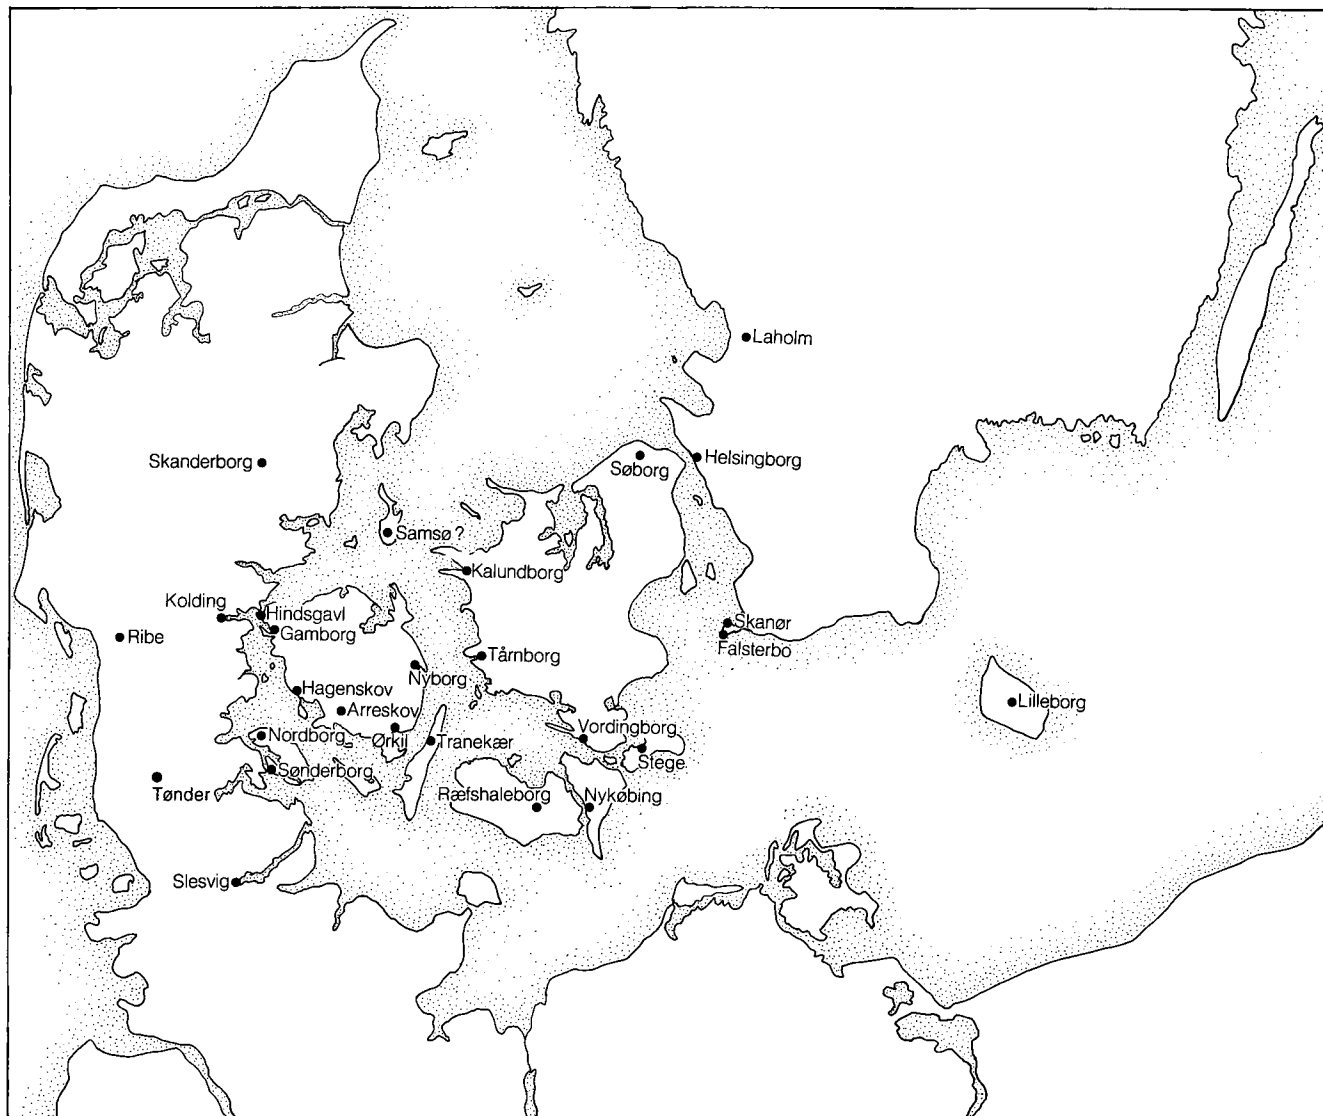 Laholm
Skanderborg
Søborg
Helsingborg
Samsø ?
Kalundborg
Kolding
Hindsgavl
Gamborg
Ribe
Skanør
Falsterbo
Tårnborg
Nyborg
Hagenskov
Arreskov
Lilleborg
Ørkil
Vordingborg
Nordborg
Tranekær
Stege
Sønderborg
Tønder
Ræfshaleborg
Nykøbing
Slesvig